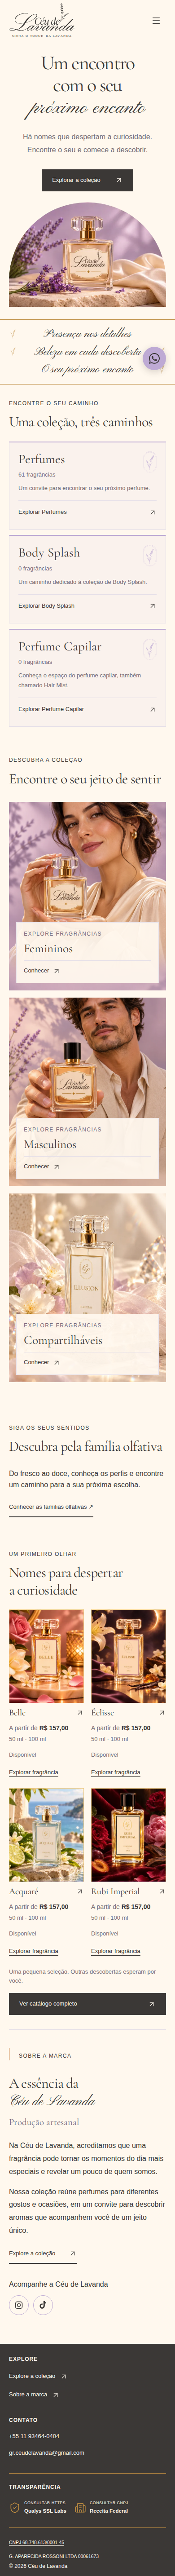 Céu de
Lavanda
Um encontro
com o seu
próximo encanto
Há nomes que despertam a curiosidade.
Encontre o seu e comece a descobrir.
Explorar a coleção
Céu de
Lavanda
Presença nos detalhes
Beleza em cada descoberta
O seu próximo encanto
ENCONTRE O SEU CAMINHO
Uma coleção, três caminhos
Perfumes
61 fragrâncias
Um convite para encontrar o seu próximo perfume.
Explorar Perfumes
Body Splash
0 fragrâncias
Um caminho dedicado à coleção de Body Splash.
Explorar Body Splash
Perfume Capilar
0 fragrâncias
Conheça o espaço do perfume capilar, também
chamado Hair Mist.
Explorar Perfume Capilar
DESCUBRA A COLEÇÃO
Encontre o seu jeito de sentir
Céu de
Lavanda
EXPLORE FRAGRÂNCIAS
Femininos
Conhecer
Céu de
Lavanda
EXPLORE FRAGRÂNCIAS
Masculinos
Conhecer
EXPLORE FRAGRÂNCIAS
Compartilháveis
Conhecer
SIGA OS SEUS SENTIDOS
Descubra pela família olfativa
Do fresco ao doce, conheça os perfis e encontre
um caminho para a sua próxima escolha.
Conhecer as famílias olfativas ↗
UM PRIMEIRO OLHAR
Nomes para despertar
a curiosidade
BELLE
Belle
A partir de R$ 157,00
50 ml · 100 ml
Disponível
Explorar fragrância
Éclisse
A partir de R$ 157,00
50 ml · 100 ml
Disponível
Explorar fragrância
Acquaré
A partir de R$ 157,00
50 ml · 100 ml
Disponível
Explorar fragrância
Rubi Imperial
A partir de R$ 157,00
50 ml · 100 ml
Disponível
Explorar fragrância
Uma pequena seleção. Outras descobertas esperam por
você.
Ver catálogo completo
SOBRE A MARCA
A essência da
Céu de Lavanda
Produção artesanal
Na Céu de Lavanda, acreditamos que uma
fragrância pode tornar os momentos do dia mais
especiais e revelar um pouco de quem somos.
Nossa coleção reúne perfumes para diferentes
gostos e ocasiões, em um convite para descobrir
aromas que acompanhem você de um jeito
único.
Explore a coleção
Acompanhe a Céu de Lavanda
EXPLORE
Explore a coleção
Sobre a marca
CONTATO
+55 11 93464-0404
gr.ceudelavanda@gmail.com
TRANSPARÊNCIA
CONSULTAR HTTPS
Qualys SSL Labs
CONSULTAR CNPJ
Receita Federal
CNPJ 68.748.613/0001-45
G. APARECIDA ROSSONI LTDA 00061673
© 2026 Céu de Lavanda